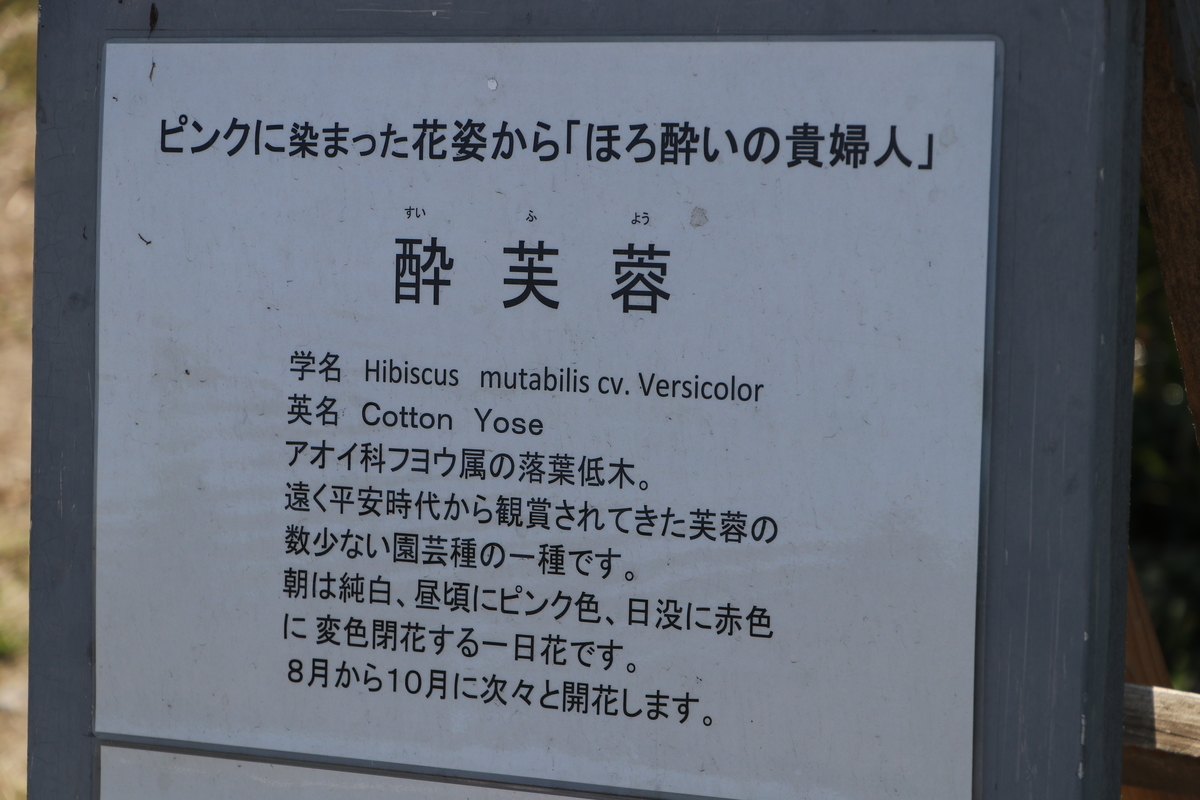 ピンクに染まった花姿から「ほろ酔いの貴婦人」
すい ふ よう
酔 芙 蓉
学名 Hibiscus mutabilis cv. Versicolor
英名 Cotton Yose
アオイ科フヨウ属の落葉低木。
遠く平安時代から観賞されてきた芙蓉の
数少ない園芸種の一種です。
朝は純白、昼頃にピンク色、日没に赤色
に 変色閉花する一日花です。
8月から10月に次々と開花します。